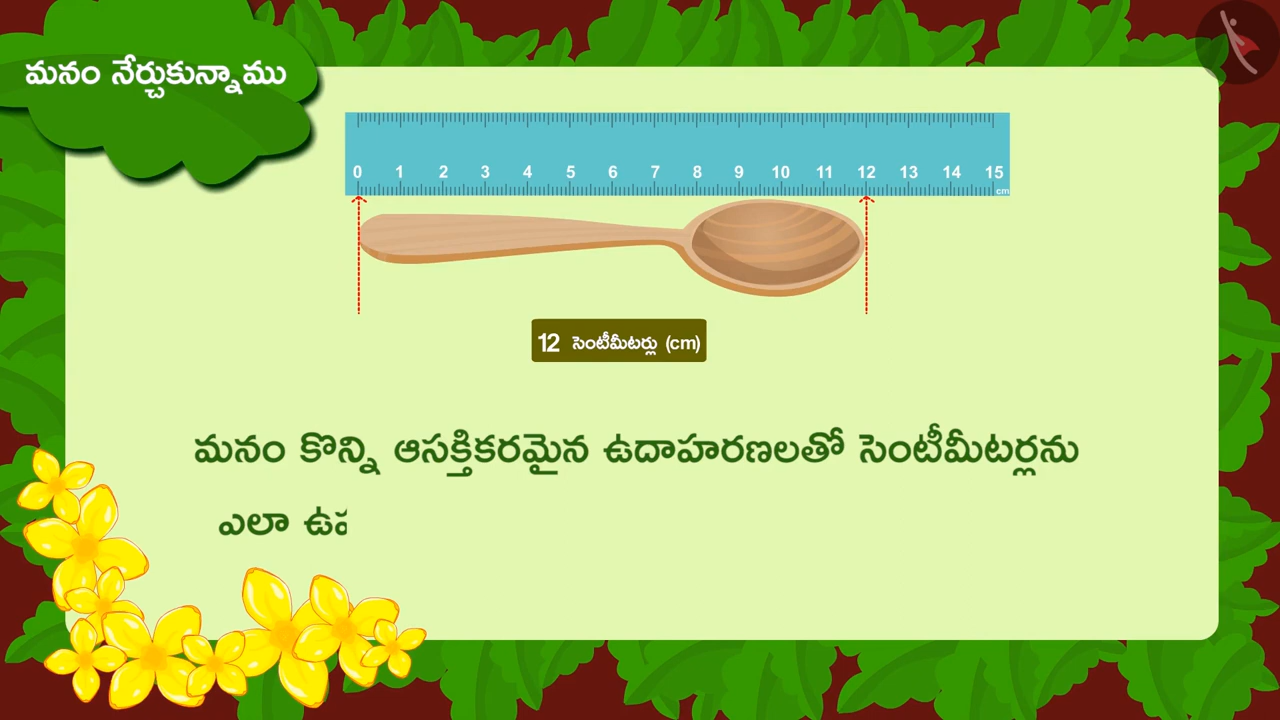 మనం నేర్చుకున్నాము
0 1 2 3 4 5 6 7 8 9 10 11 12 13 14 15
cm
12 సెంటీమీటర్లు (cm)
మనం కొన్ని ఆసక్తికరమైన ఉదాహరణలతో సెంటీమీటర్లను
ఎలా